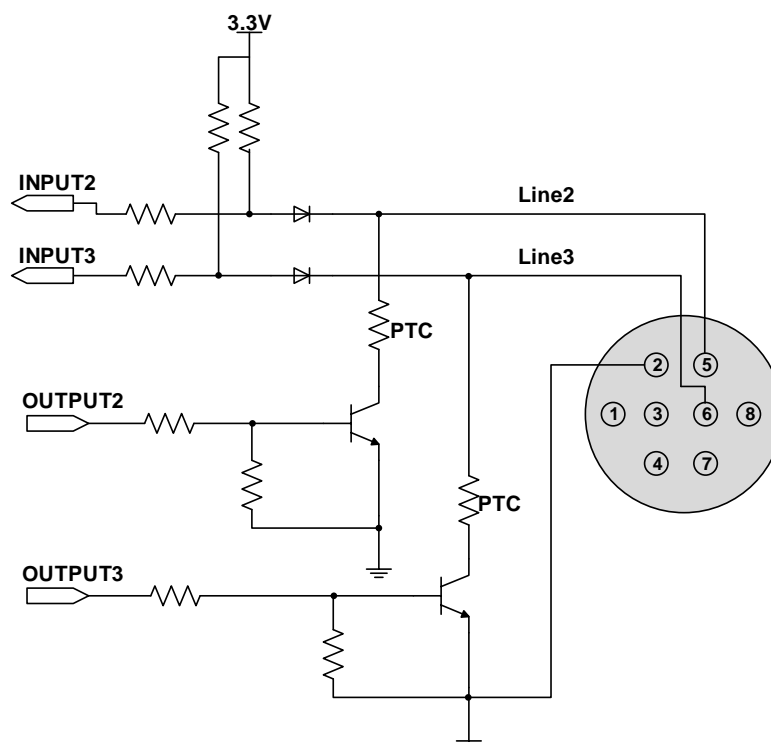 3.3V
INPUT2
Line2
INPUT3
Line3
PTC
2 5
OUTPUT2
1 3 6 8
4 7
PTC
OUTPUT3